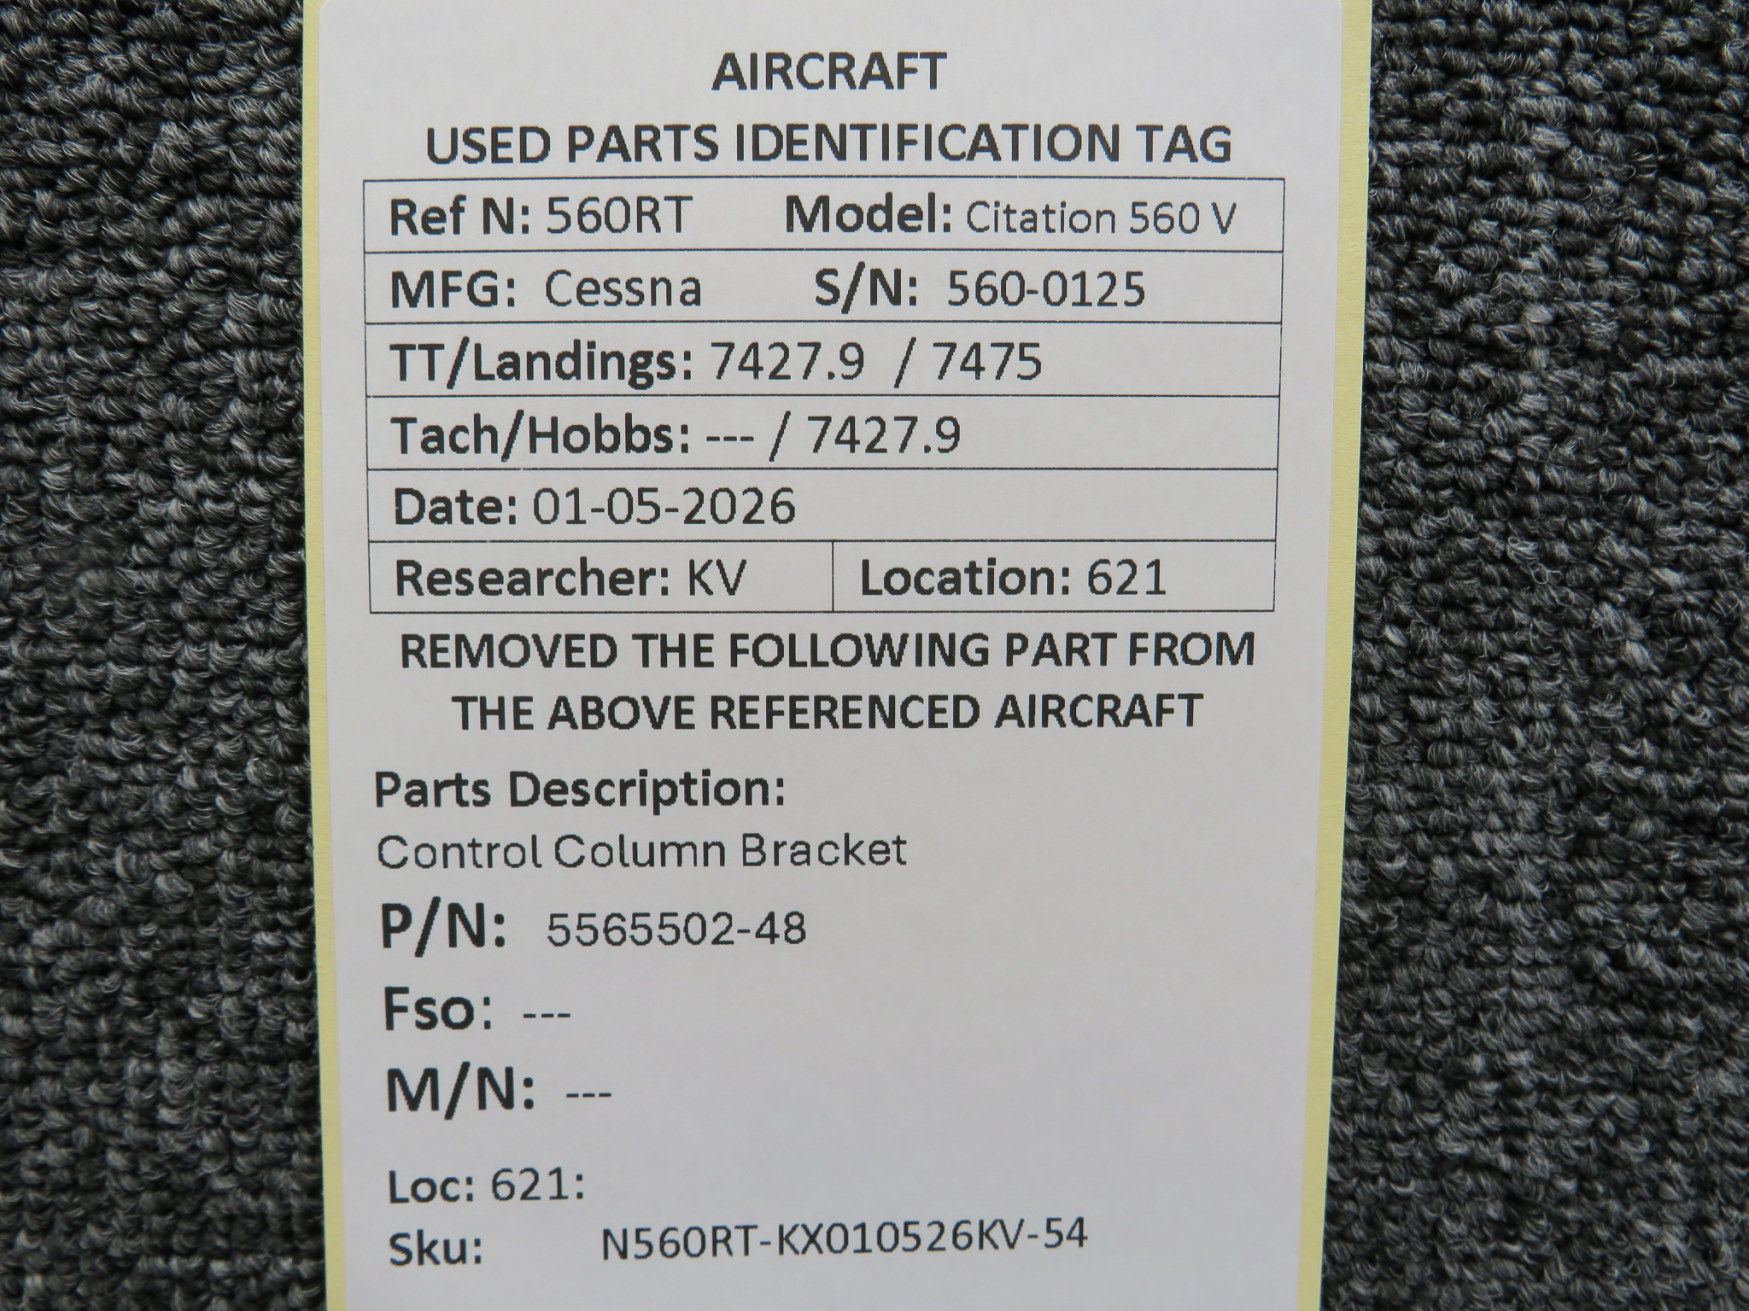 AIRCRAFT
USED PARTS IDENTIFICATION TAG
Ref N: 560RT Model: Citation 560 V
MFG: Cessna S/N: 560-0125
TT/Landings: 7427.9 / 7475
Tach/Hobbs: --- / 7427.9
Date: 01-05-2026
Researcher: KV Location: 621
REMOVED THE FOLLOWING PART FROM
THE ABOVE REFERENCED AIRCRAFT
Parts Description:
Control Column Bracket
P/N: 5565502-48
Fso: ---
M/N: ---
Loc: 621:
Sku: N560RT-KX010526KV-54